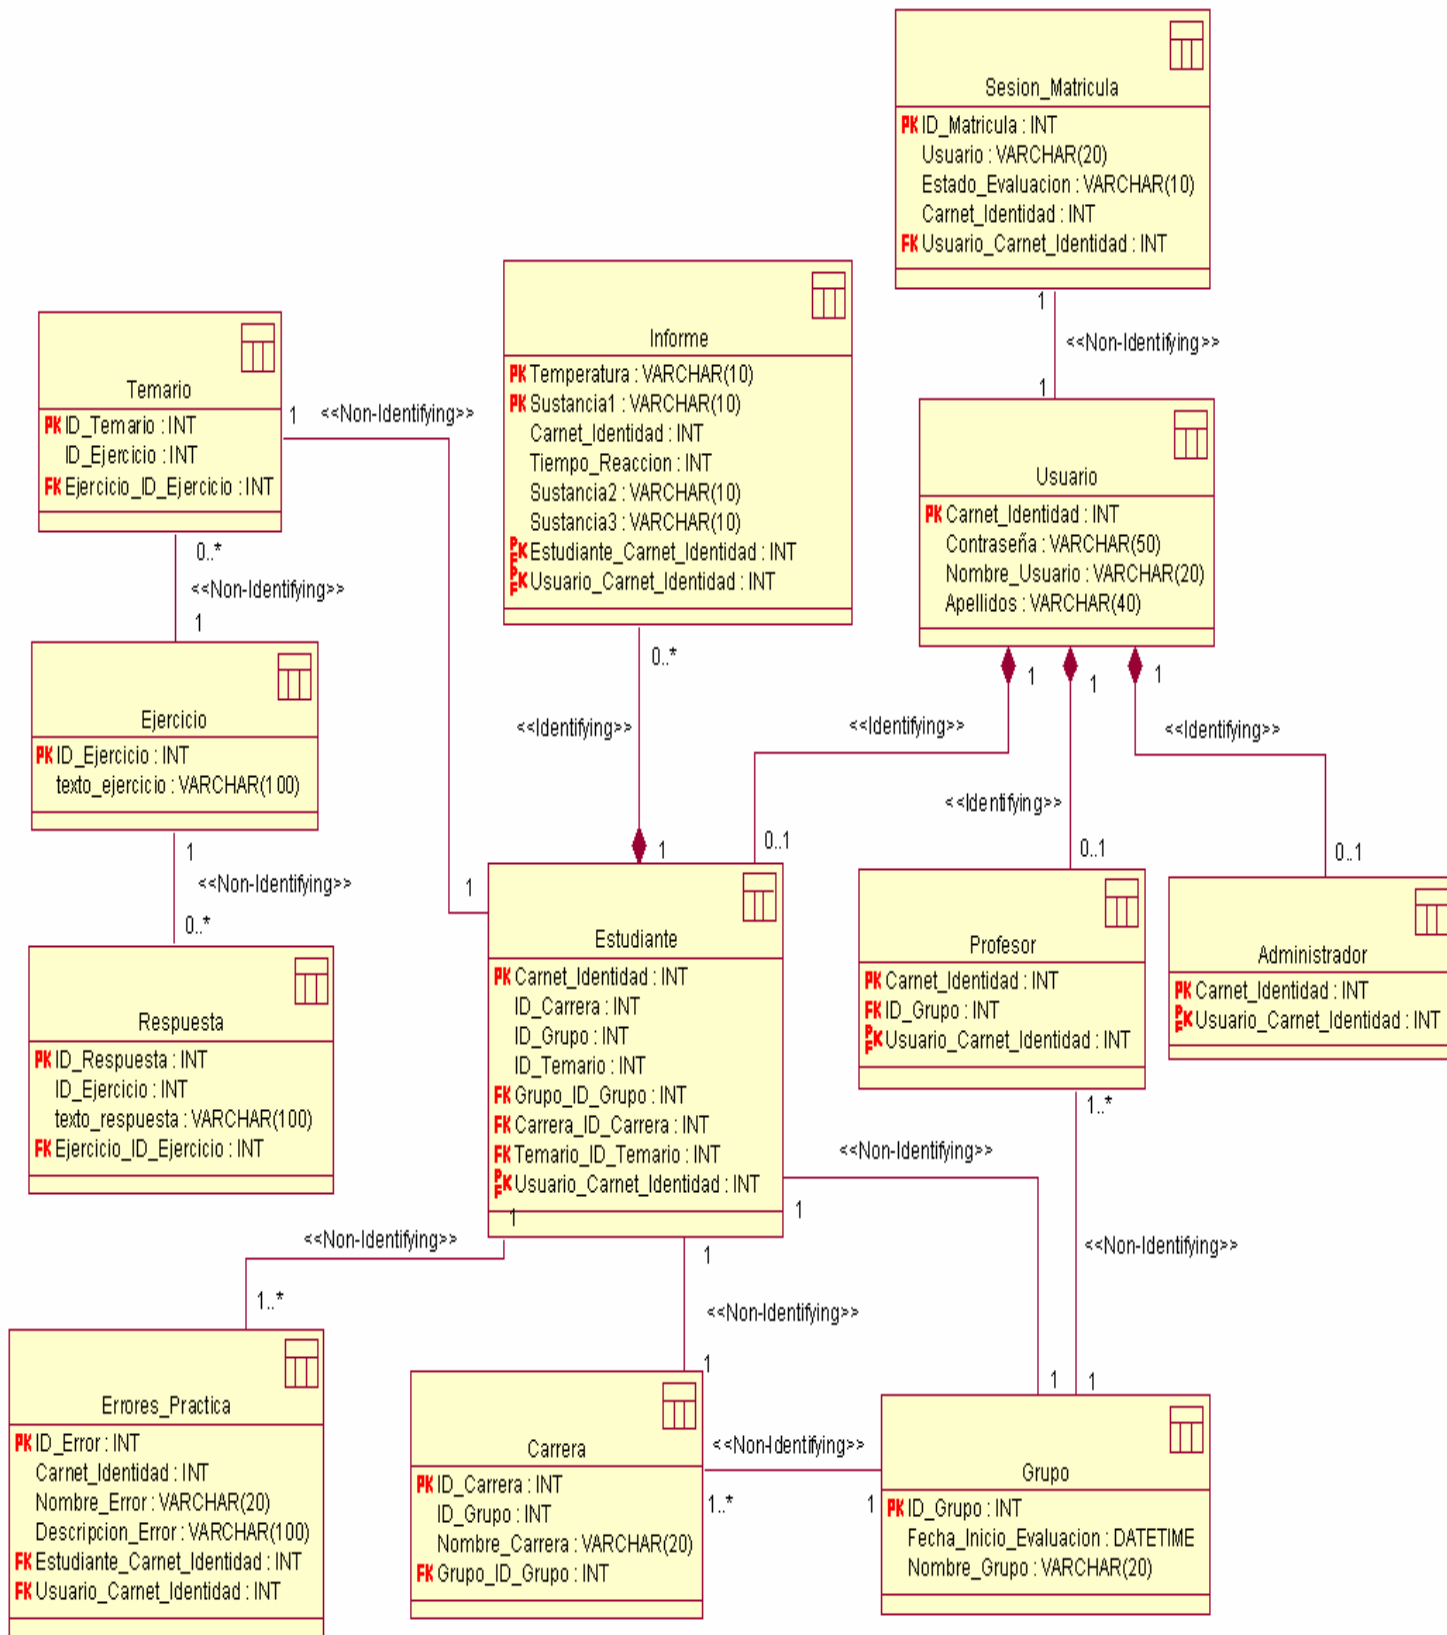 Sesion_Matricula
PK ID_Matricula : INT
Usuario : VARCHAR(20)
Estado_Evaluacion : VARCHAR(10)
Carnet_Identidad : INT
FK Usuario_Carnet_Identidad : INT
1
<<Non-Identifying>>
1
Informe
PK Temperatura : VARCHAR(10)
PK Sustancia1 : VARCHAR(10)
Carnet_Identidad : INT
Tiempo_Reaccion : INT
Sustancia2 : VARCHAR(10)
Sustancia3 : VARCHAR(10)
PFK Estudiante_Carnet_Identidad : INT
PFK Usuario_Carnet_Identidad : INT
0..*
<<Identifying>>
1
Temario
PK ID_Temario : INT
ID_Ejercicio : INT
FK Ejercicio_ID_Ejercicio : INT
1
<<Non-Identifying>>
1
0..*
<<Non-Identifying>>
1
Usuario
PK Carnet_Identidad : INT
Contraseña : VARCHAR(50)
Nombre_Usuario : VARCHAR(20)
Apellidos : VARCHAR(40)
1
1
1
<<Identifying>>
<<Identifying>>
<<Identifying>>
0..1
0..1
0..1
Ejercicio
PK ID_Ejercicio : INT
texto_ejercicio : VARCHAR(100)
1
<<Non-Identifying>>
0..*
Respuesta
PK ID_Respuesta : INT
ID_Ejercicio : INT
texto_respuesta : VARCHAR(100)
FK Ejercicio_ID_Ejercicio : INT
Estudiante
PK Carnet_Identidad : INT
ID_Carrera : INT
ID_Grupo : INT
ID_Temario : INT
FK Grupo_ID_Grupo : INT
FK Carrera_ID_Carrera : INT
FK Temario_ID_Temario : INT
PFK Usuario_Carnet_Identidad : INT
Profesor
PK Carnet_Identidad : INT
FK ID_Grupo : INT
PFK Usuario_Carnet_Identidad : INT
Administrador
PK Carnet_Identidad : INT
PFK Usuario_Carnet_Identidad : INT
1..*
<<Non-Identifying>>
1
1
<<Non-Identifying>>
1
1
<<Non-Identifying>>
1..*
1
<<Non-Identifying>>
1
Errores_Practica
PK ID_Error : INT
Carnet_Identidad : INT
Nombre_Error : VARCHAR(20)
Descripcion_Error : VARCHAR(100)
FK Estudiante_Carnet_Identidad : INT
FK Usuario_Carnet_Identidad : INT
Carrera
PK ID_Carrera : INT
ID_Grupo : INT
Nombre_Carrera : VARCHAR(20)
FK Grupo_ID_Grupo : INT
<<Non-Identifying>>
1..*
1
Grupo
PK ID_Grupo : INT
Fecha_Inicio_Evaluacion : DATETIME
Nombre_Grupo : VARCHAR(20)